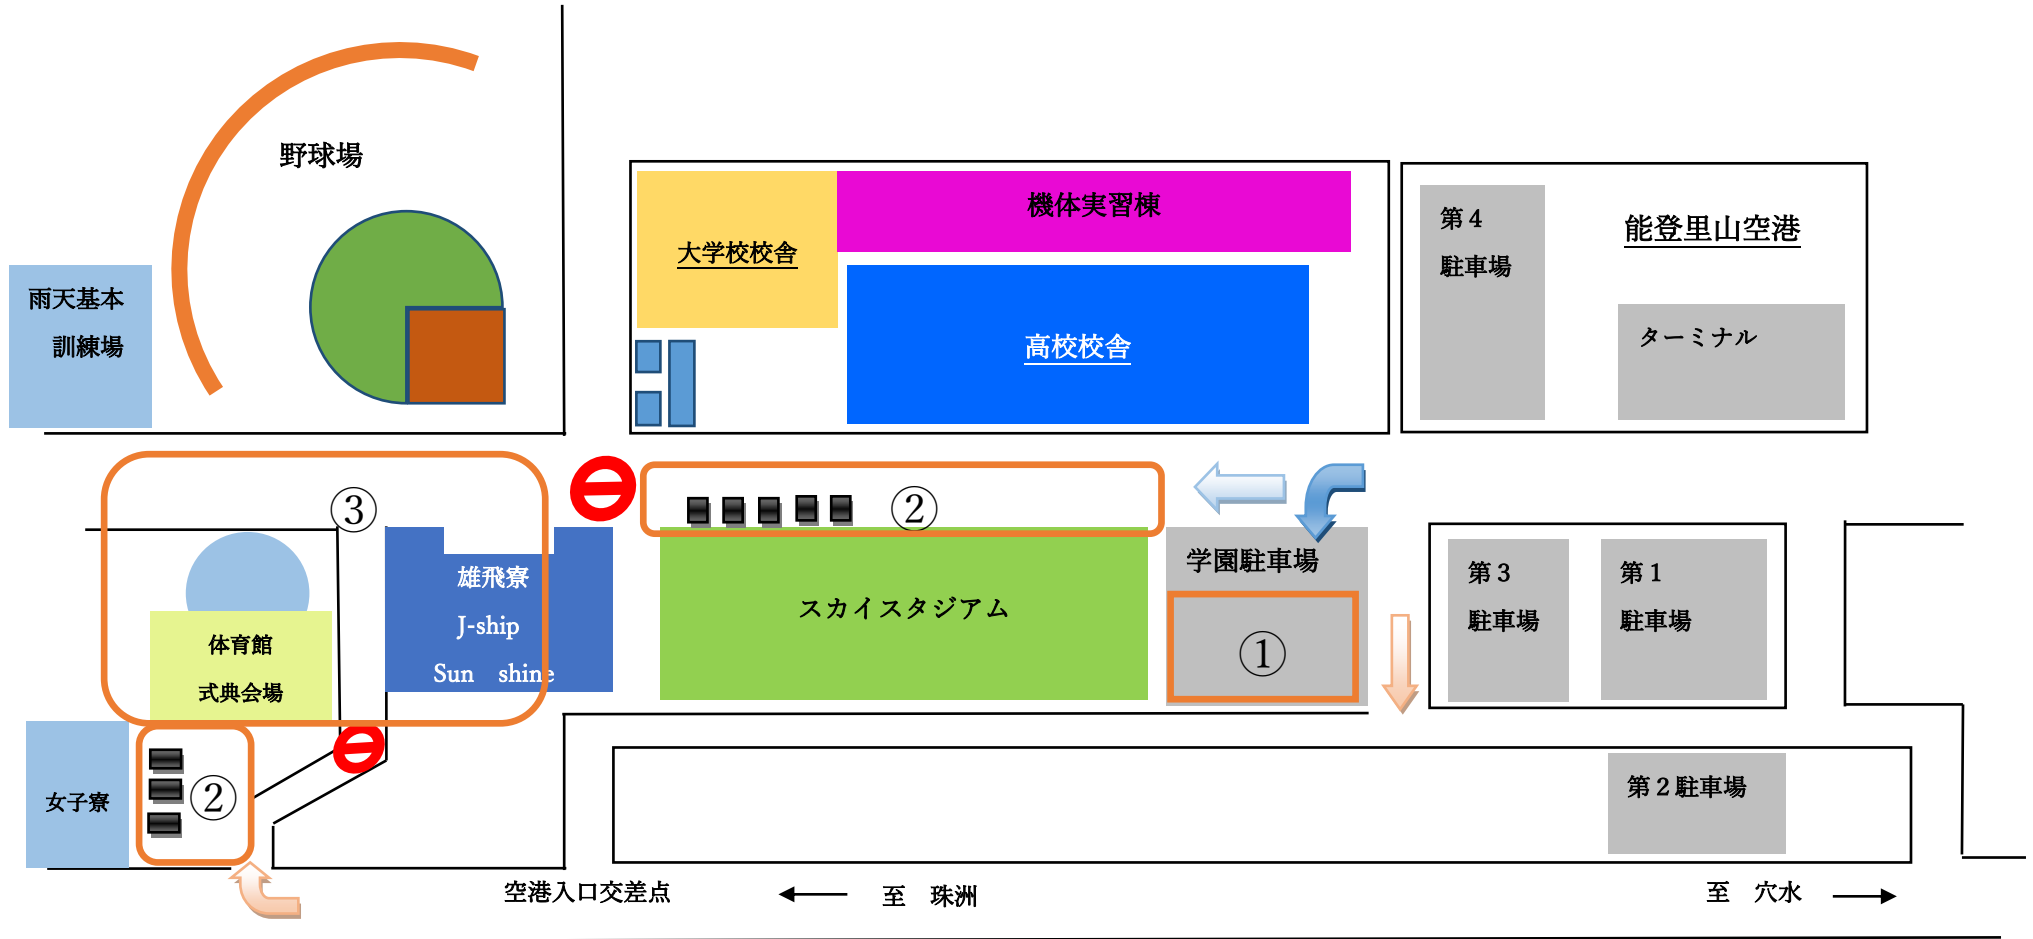 野球場
雨天基本
訓練場
大学校校舎
機体実習棟
高校校舎
第４
駐車場
能登里山空港
ターミナル
③
②
雄飛寮
J-ship
Sun　shine
体育館
式典会場
スカイスタジアム
学園駐車場
①
第３
駐車場
第１
駐車場
女子寮
②
第２駐車場
空港入口交差点
至　珠洲
至　穴水